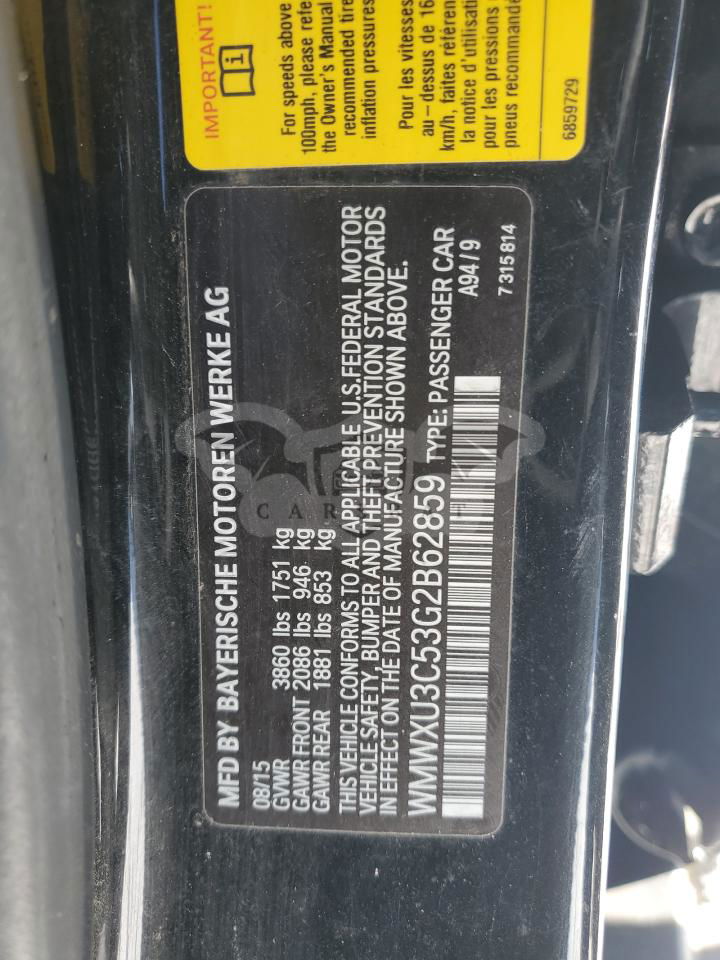 IMPORTANT!
For speeds above
100mph, please refe
the Owner's Manual
recommended tire
inflation pressures
Pour les vitesses
au-dessus de 16
km/h, faites référen
la notice d'utilisati
pour les pressions
pneus recommandé
6859729
MFD BY BAYERISCHE MOTOREN WERKE AG
08/15
GVWR 3860 lbs 1751 kg
GAWR FRONT 2086 lbs 946 kg
GAWR REAR 1881 lbs 853 kg
THIS VEHICLE CONFORMS TO ALL APPLICABLE U.S. FEDERAL MOTOR
VEHICLE SAFETY, BUMPER AND THEFT PREVENTION STANDARDS
IN EFFECT ON THE DATE OF MANUFACTURE SHOWN ABOVE.
WMWXU3C53G2B62859 TYPE: PASSENGER CAR
A94/9
7 315 814